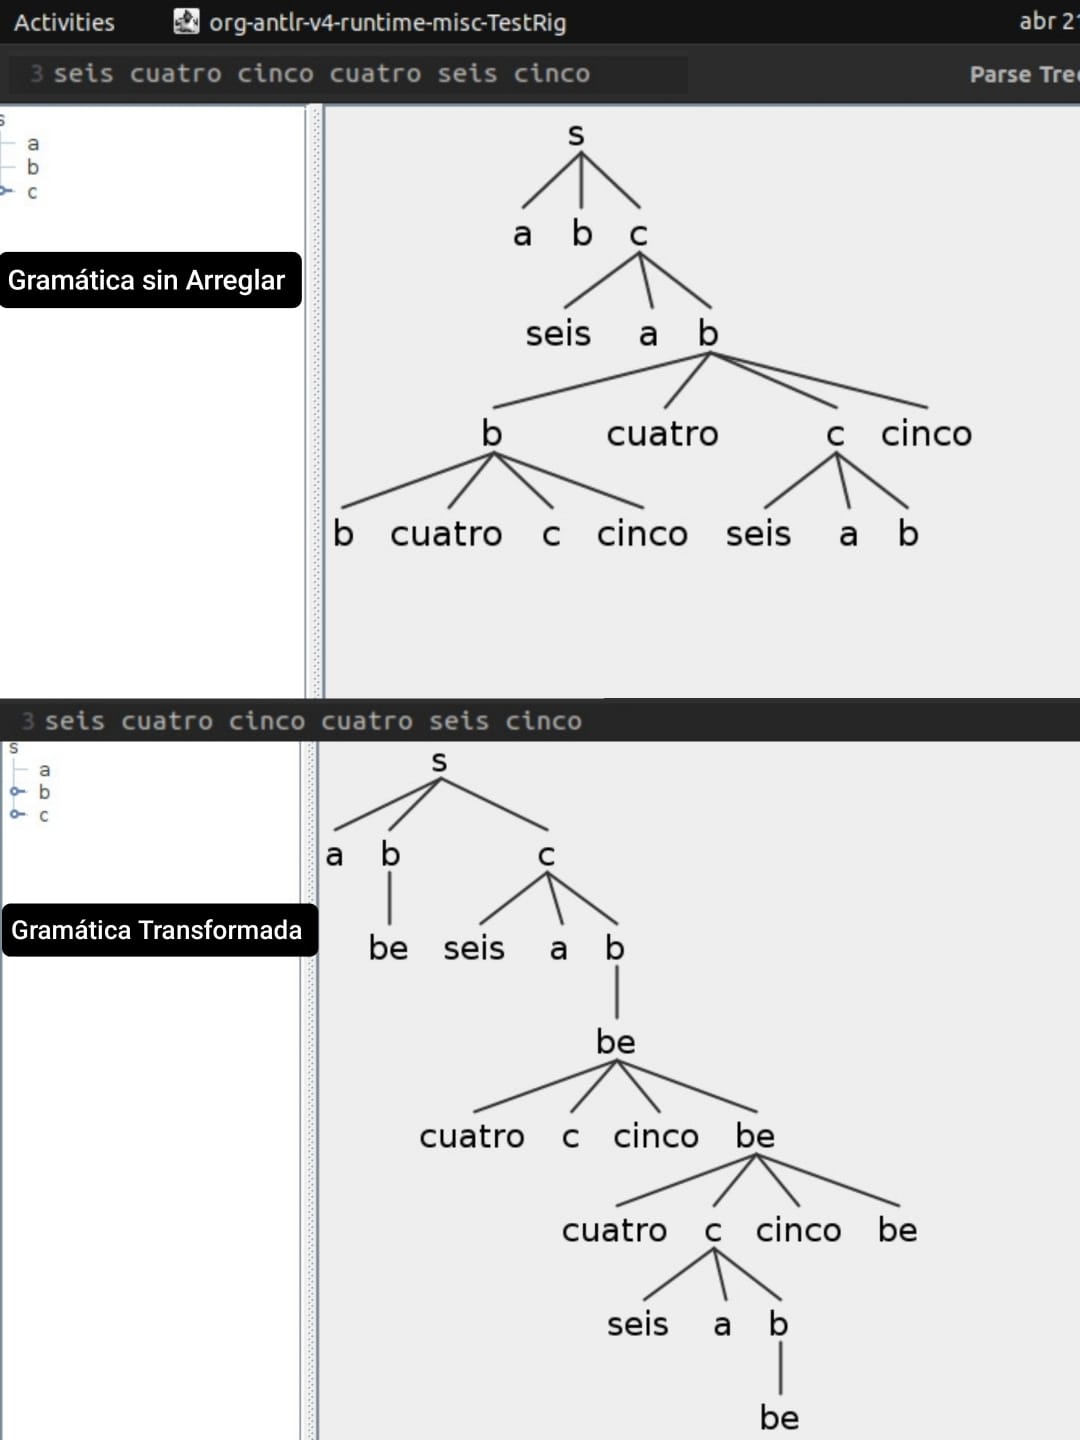 Activities org-antlr-v4-runtime-misc-TestRig abr 21
3 seis cuatro cinco cuatro seis cinco Parse Tree
s
a
b
c
Gramática sin Arreglar
s
a b c
seis a b
b cuatro c cinco
b cuatro c cinco seis a b
3 seis cuatro cinco cuatro seis cinco
s
a
b
c
Gramática Transformada
s
a b c
be seis a b
be
cuatro c cinco be
cuatro c cinco be
seis a b
be